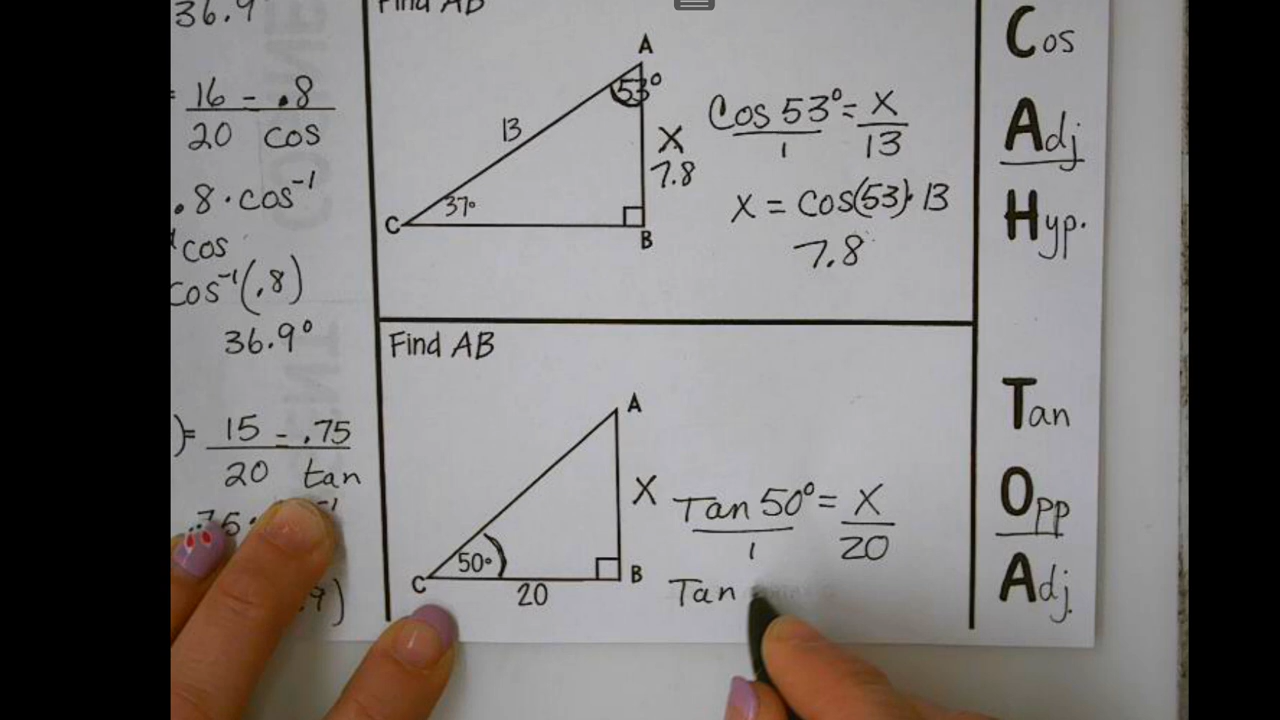 36.9°
= 16/20 = .8/cos
.8 · cos⁻¹
cos
cos⁻¹(.8)
36.9°
)= 15/20 = .75/tan
.75
9)
Find AB
A
53°
13
X
7.8
37°
C
B
Cos 53°/1 = X/13
X = Cos(53) · 13
7.8
Find AB
A
X
50°
C
B
20
Tan 50°/1 = X/20
Tan
Cos
Adj
Hyp.
Tan
Opp
Adj.